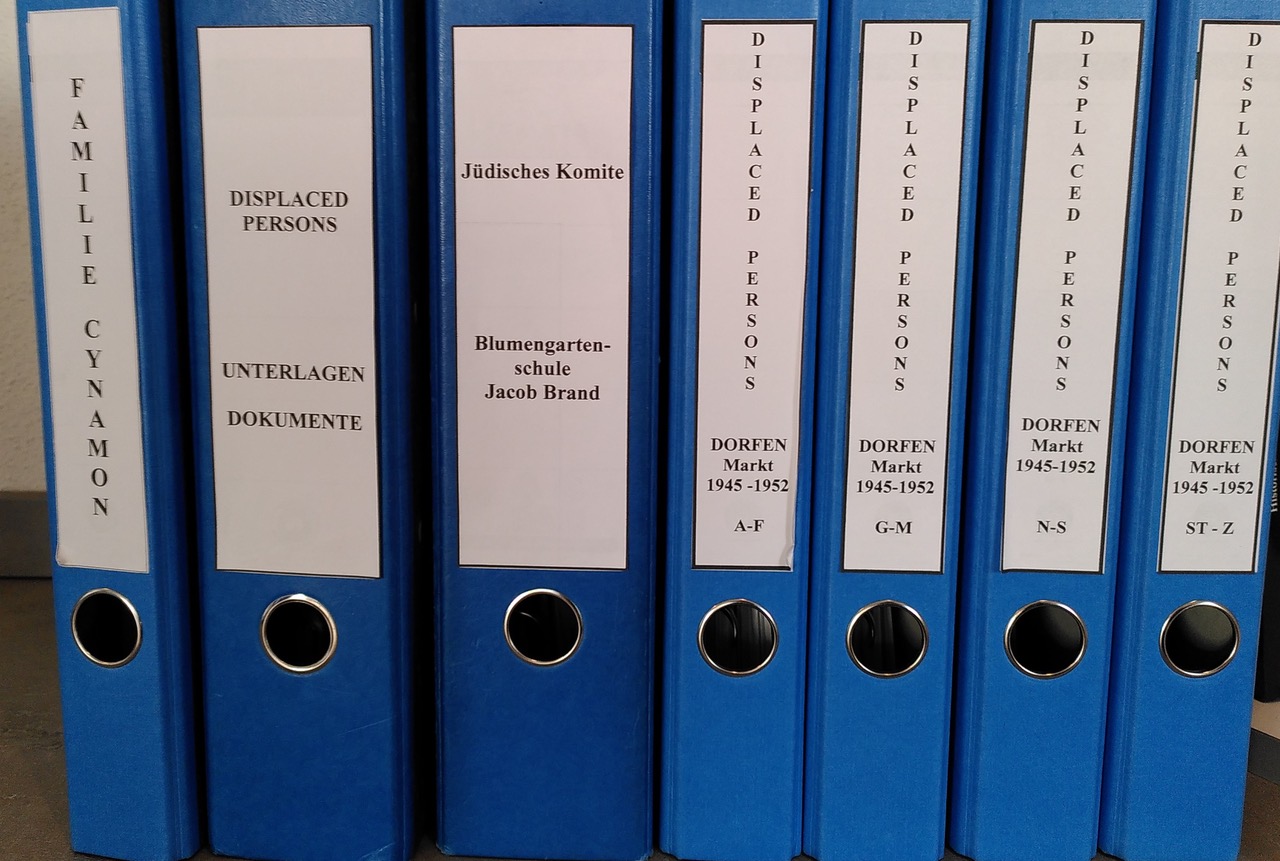 FAMILIE CYNAMON
DISPLACED
PERSONS
UNTERLAGEN
DOKUMENTE
Jüdisches Komite
Blumengarten-
schule
Jacob Brand
DISPLACED PERSONS
DORFEN
Markt
1945 -1952
A-F
DISPLACED PERSONS
DORFEN
Markt
1945-1952
G-M
DISPLACED PERSONS
DORFEN
Markt
1945-1952
N-S
DISPLACED PERSONS
DORFEN
Markt
1945 -1952
ST - Z